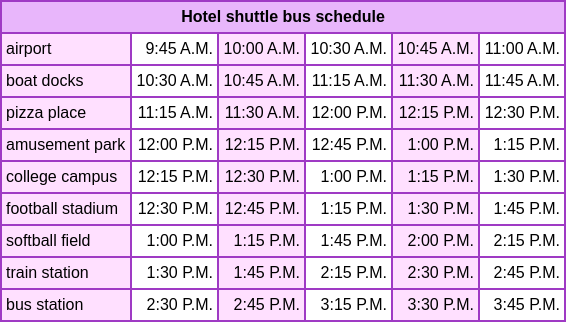 Hotel shuttle bus schedule
airport 9:45 A.M. 10:00 A.M. 10:30 A.M. 10:45 A.M. 11:00 A.M.
boat docks 10:30 A.M. 10:45 A.M. 11:15 A.M. 11:30 A.M. 11:45 A.M.
pizza place 11:15 A.M. 11:30 A.M. 12:00 P.M. 12:15 P.M. 12:30 P.M.
amusement park 12:00 P.M. 12:15 P.M. 12:45 P.M. 1:00 P.M. 1:15 P.M.
college campus 12:15 P.M. 12:30 P.M. 1:00 P.M. 1:15 P.M. 1:30 P.M.
football stadium 12:30 P.M. 12:45 P.M. 1:15 P.M. 1:30 P.M. 1:45 P.M.
softball field 1:00 P.M. 1:15 P.M. 1:45 P.M. 2:00 P.M. 2:15 P.M.
train station 1:30 P.M. 1:45 P.M. 2:15 P.M. 2:30 P.M. 2:45 P.M.
bus station 2:30 P.M. 2:45 P.M. 3:15 P.M. 3:30 P.M. 3:45 P.M.